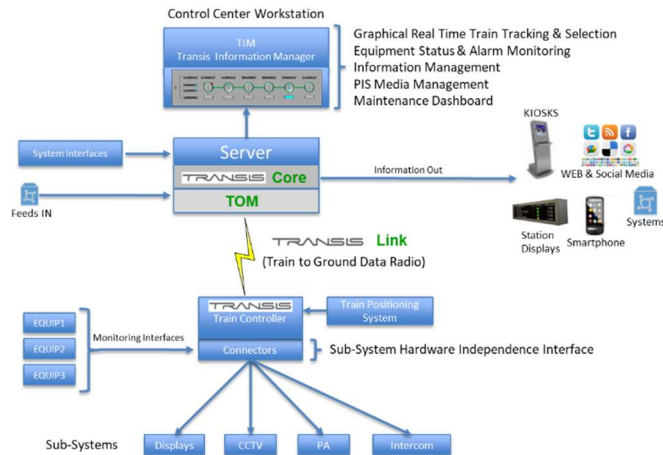 Control Center Workstation
TIM
Transis Information Manager
Graphical Real Time Train Tracking & Selection
Equipment Status & Alarm Monitoring
Information Management
PIS Media Management
Maintenance Dashboard
System Interfaces
Feeds IN
Server
TRANSIS Core
TOM
Information Out
KIOSKS
WEB & Social Media
Station
Displays
Smartphone
Systems
TRANSIS Link
(Train to Ground Data Radio)
TRANSIS
Train Controller
Train Positioning
System
Connectors
Sub-System Hardware Independence Interface
EQUIP1
EQUIP2
EQUIP3
Monitoring Interfaces
Sub-Systems
Displays
CCTV
PA
Intercom